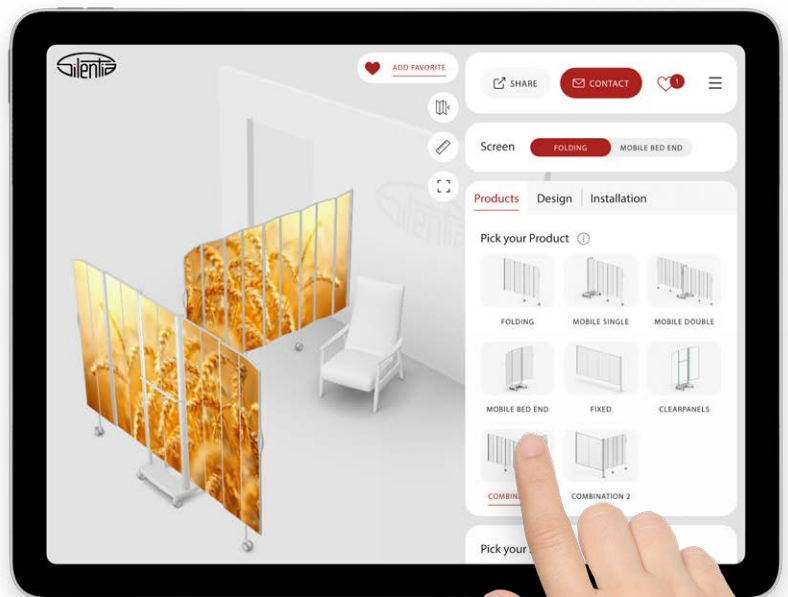 Silentia
ADD FAVORITE
SHARE
CONTACT
1
Screen
FOLDING
MOBILE BED END
Products
Design
Installation
Pick your Product
FOLDING
MOBILE SINGLE
MOBILE DOUBLE
MOBILE BED END
FIXED
CLEARPANELS
COMBINATION 2
Pick your